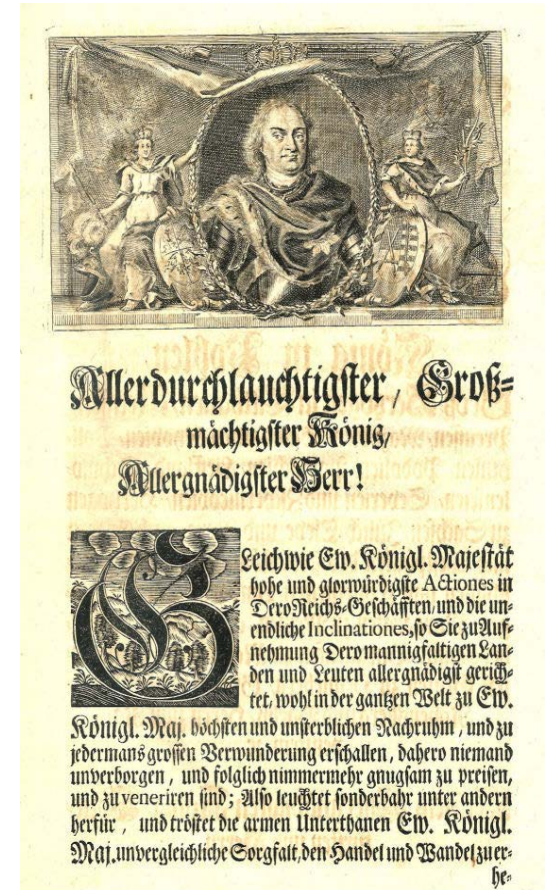 Allerdurchlauchtigster, Groß-
mächtigster König,
Allergnädigster Herr!
GLeichwie Ew. Königl. Majestät
hohe und glorwürdigste Actiones in
Dero Reichs-Geschäfften, und die un-
endliche Inclinationes, so Sie zu Auf-
nehmung Dero mannigfaltigen Lan-
den und Leuten allergnädigst gerich-
tet, wohl in der gantzen Welt zu Ew.
Königl. Maj. höchsten und unsterblichen Nachruhm, und zu
jedermans grossen Verwunderung erschallen, dahero niemand
unverborgen, und folglich nimmermehr gnugsam zu preisen,
und zu veneriren sind; Also leuchtet sonderbahr unter andern
herfür, und tröstet die armen Unterthanen Ew. Königl.
Maj. unvergleichliche Sorgfalt, den Handel und Wandel zu er-
he-